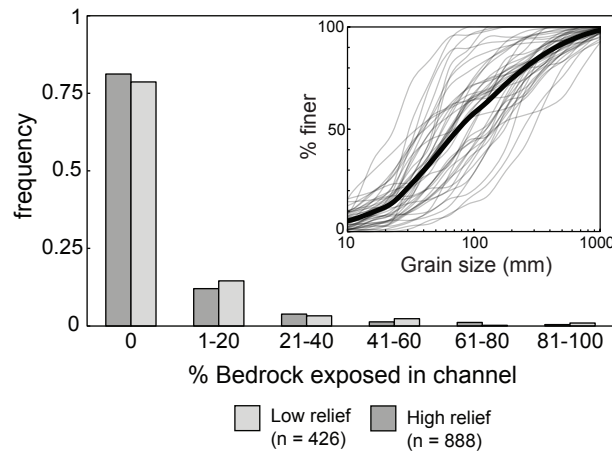 1
0.75
0.5
0.25
0
frequency
0
1-20
21-40
41-60
61-80
81-100
% Bedrock exposed in channel
100
50
0
% finer
10
100
1000
Grain size (mm)
Low relief
(n = 426)
High relief
(n = 888)